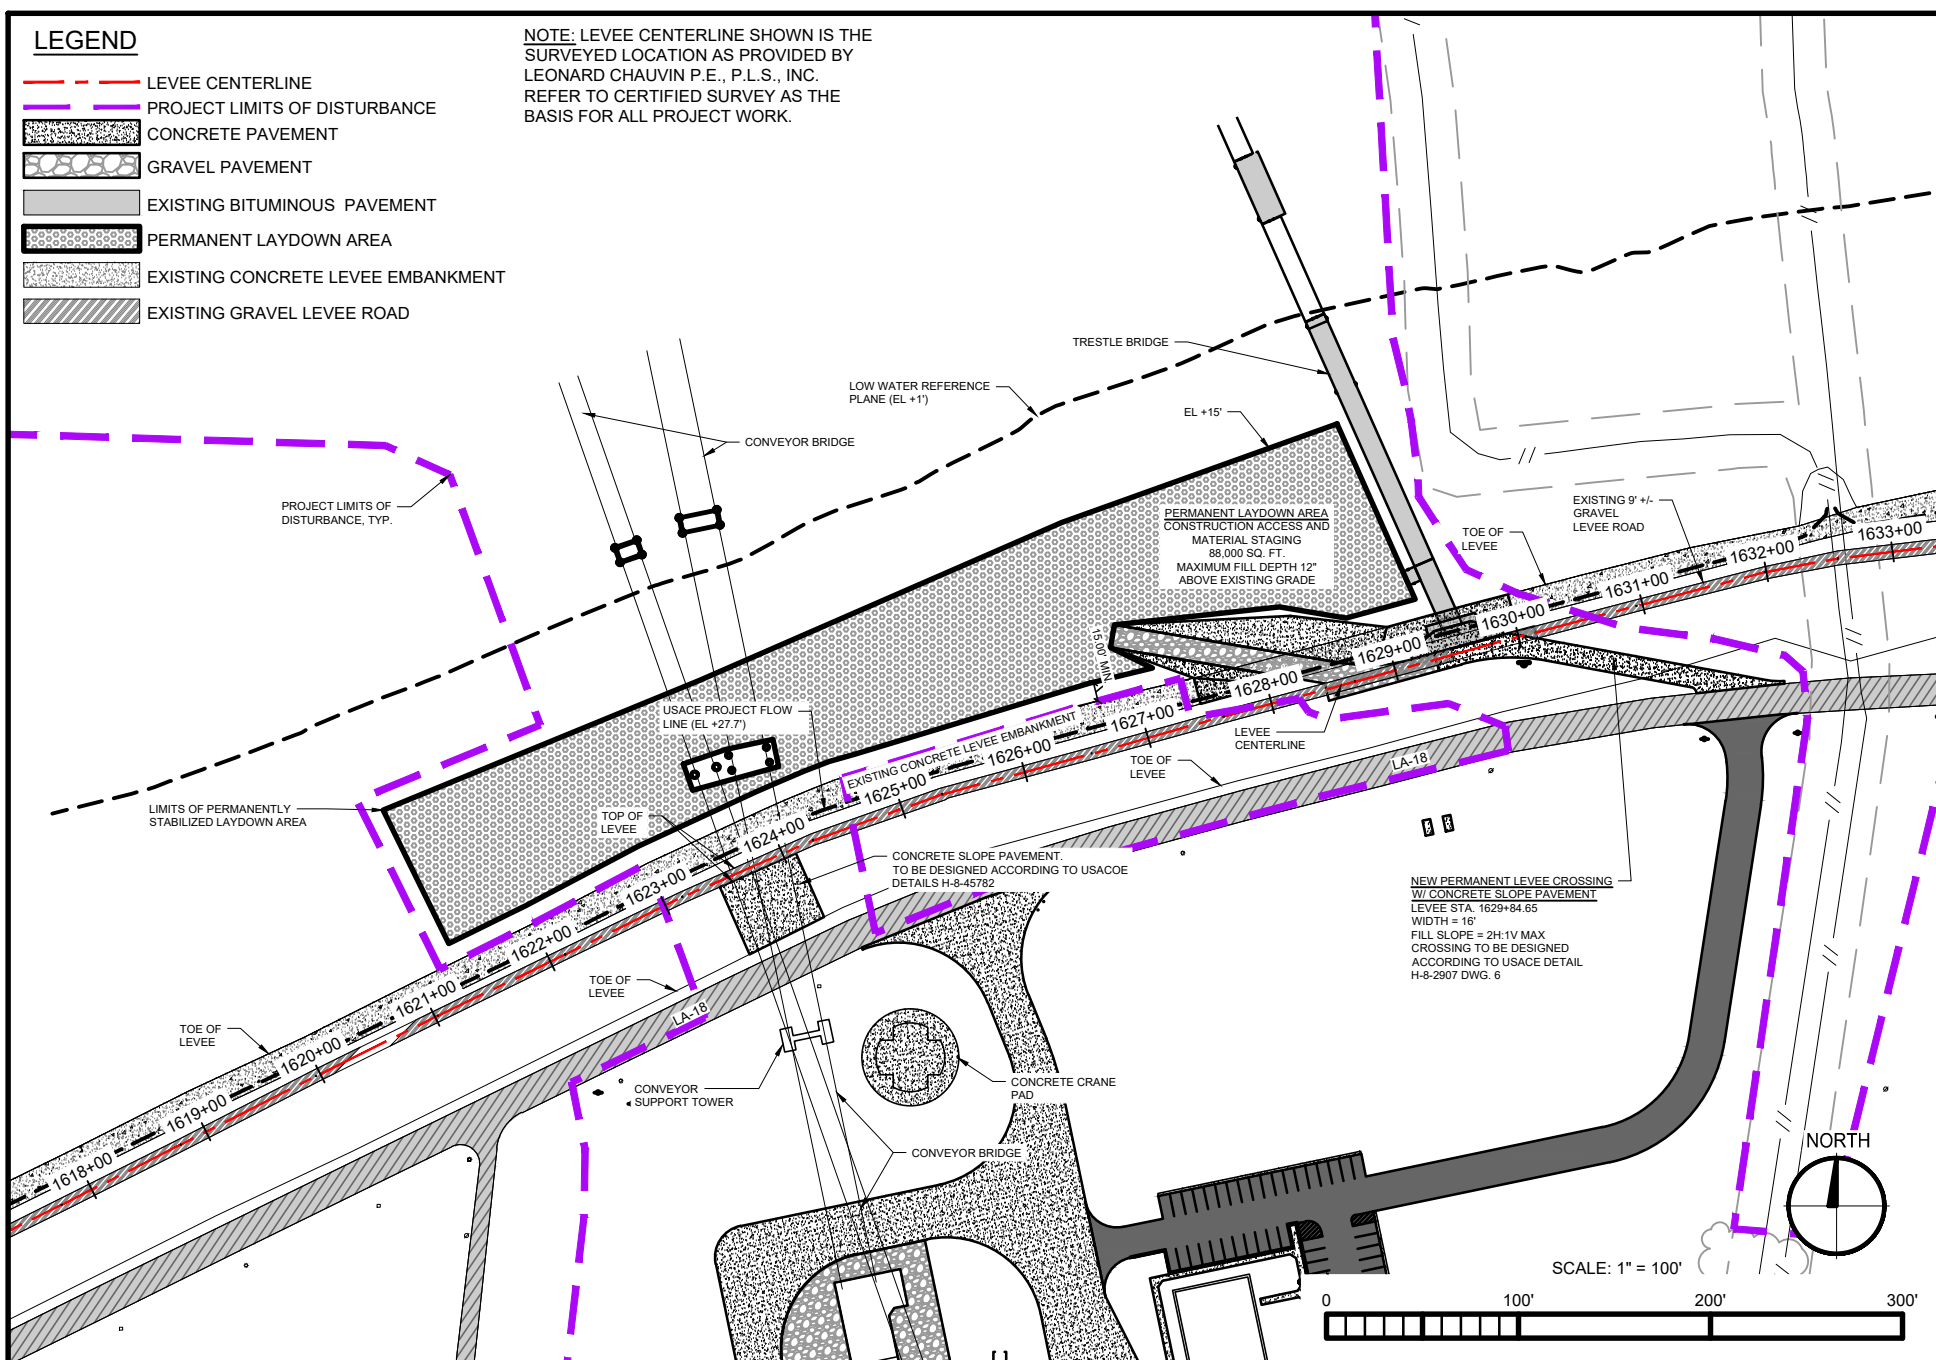 LEGEND
LEVEE CENTERLINE
PROJECT LIMITS OF DISTURBANCE
CONCRETE PAVEMENT
GRAVEL PAVEMENT
EXISTING BITUMINOUS PAVEMENT
PERMANENT LAYDOWN AREA
EXISTING CONCRETE LEVEE EMBANKMENT
EXISTING GRAVEL LEVEE ROAD
NOTE: LEVEE CENTERLINE SHOWN IS THE
SURVEYED LOCATION AS PROVIDED BY
LEONARD CHAUVIN P.E., P.L.S., INC.
REFER TO CERTIFIED SURVEY AS THE
BASIS FOR ALL PROJECT WORK.
TRESTLE BRIDGE
LOW WATER REFERENCE
PLANE (EL +1')
EL +15'
CONVEYOR BRIDGE
PROJECT LIMITS OF
DISTURBANCE, TYP.
PERMANENT LAYDOWN AREA
CONSTRUCTION ACCESS AND
MATERIAL STAGING
88,000 SQ. FT.
MAXIMUM FILL DEPTH 12"
ABOVE EXISTING GRADE
EXISTING 9' +/-
GRAVEL
LEVEE ROAD
TOE OF
LEVEE
1633+00
1632+00
1631+00
1630+00
1629+00
1628+00
1627+00
1626+00
1625+00
1624+00
1623+00
1622+00
1621+00
1620+00
1619+00
1618+00
15.00' MIN.
USACE PROJECT FLOW
LINE (EL +27.7')
EXISTING CONCRETE LEVEE EMBANKMENT
LEVEE
CENTERLINE
TOE OF
LEVEE
LA-18
LIMITS OF PERMANENTLY
STABILIZED LAYDOWN AREA
TOP OF
LEVEE
CONCRETE SLOPE PAVEMENT.
TO BE DESIGNED ACCORDING TO USACOE
DETAILS H-8-45782
NEW PERMANENT LEVEE CROSSING
W/ CONCRETE SLOPE PAVEMENT
LEVEE STA. 1629+84.65
WIDTH = 16'
FILL SLOPE = 2H:1V MAX
CROSSING TO BE DESIGNED
ACCORDING TO USACE DETAIL
H-8-2907 DWG. 6
TOE OF
LEVEE
LA-18
TOE OF
LEVEE
CONVEYOR
SUPPORT TOWER
CONCRETE CRANE
PAD
CONVEYOR BRIDGE
NORTH
SCALE: 1" = 100'
0 100' 200' 300'